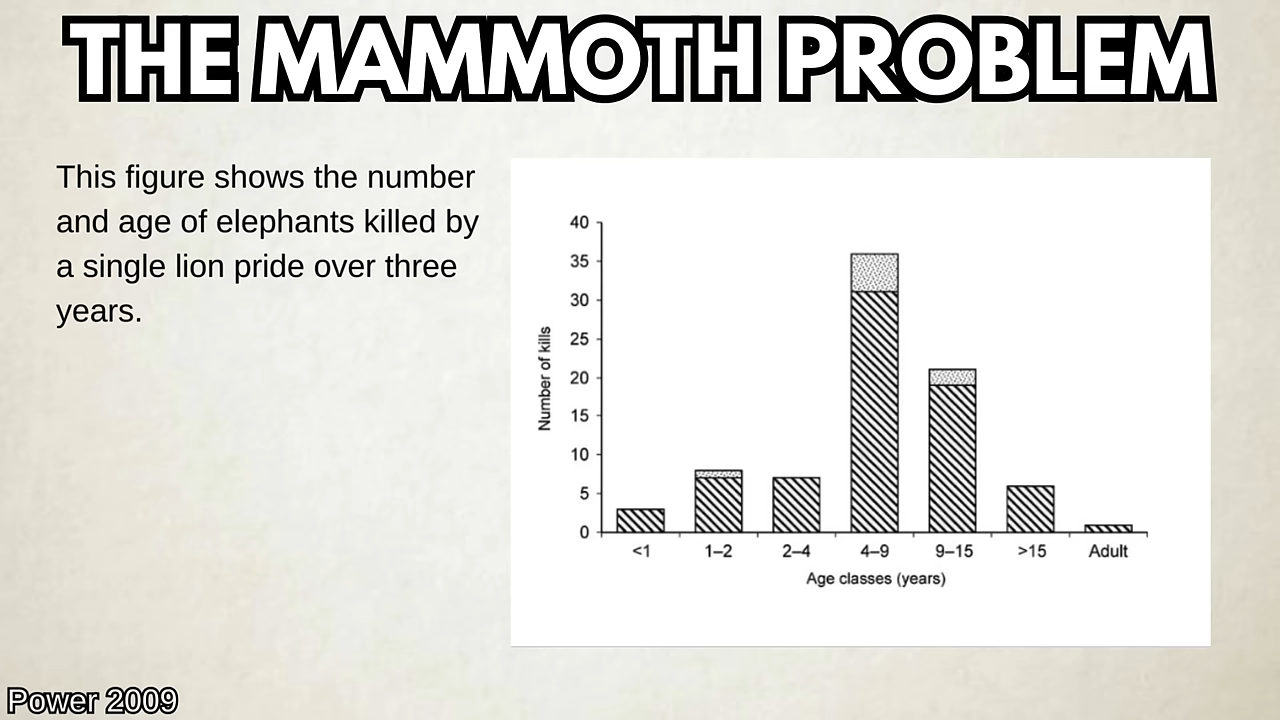 THE MAMMOTH PROBLEM
This figure shows the number
and age of elephants killed by
a single lion pride over three
years.
40
35
30
25
20
15
10
5
0
Number of kills
<1 1–2 2–4 4–9 9–15 >15 Adult
Age classes (years)
Power 2009